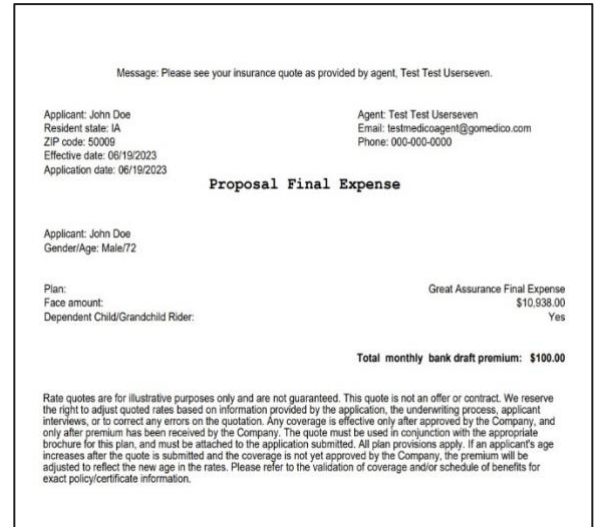 Message: Please see your insurance quote as provided by agent, Test Test Userseven.
Applicant: John Doe
Resident state: IA
ZIP code: 50009
Effective date: 06/19/2023
Application date: 06/19/2023
Agent: Test Test Userseven
Email: testmedicoagent@gomedico.com
Phone: 000-000-0000
Proposal Final Expense
Applicant: John Doe
Gender/Age: Male/72
Plan: Great Assurance Final Expense
Face amount: $10,938.00
Dependent Child/Grandchild Rider: Yes
Total monthly bank draft premium: $100.00
Rate quotes are for illustrative purposes only and are not guaranteed. This quote is not an offer or contract. We reserve
the right to adjust quoted rates based on information provided by the application, the underwriting process, applicant
interviews, or to correct any errors on the quotation. Any coverage is effective only after approved by the Company, and
only after premium has been received by the Company. The quote must be used in conjunction with the appropriate
brochure for this plan, and must be attached to the application submitted. All plan provisions apply. If an applicant's age
increases after the quote is submitted and the coverage is not yet approved by the Company, the premium will be
adjusted to reflect the new age in the rates. Please refer to the validation of coverage and/or schedule of benefits for
exact policy/certificate information.